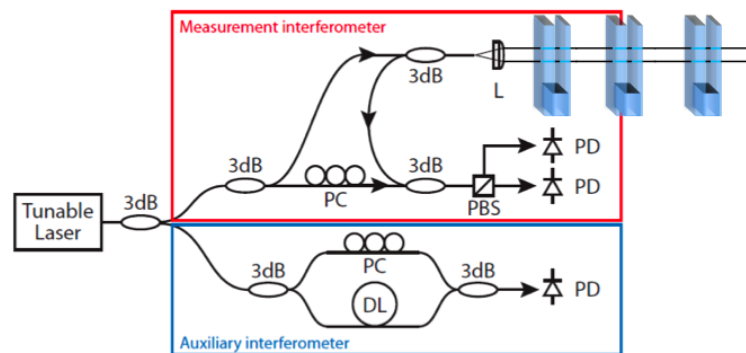 Measurement interferometer
3dB
L
3dB
3dB
PD
PC
PBS
PD
Tunable
Laser
3dB
3dB
PC
3dB
DL
PD
Auxiliary interferometer